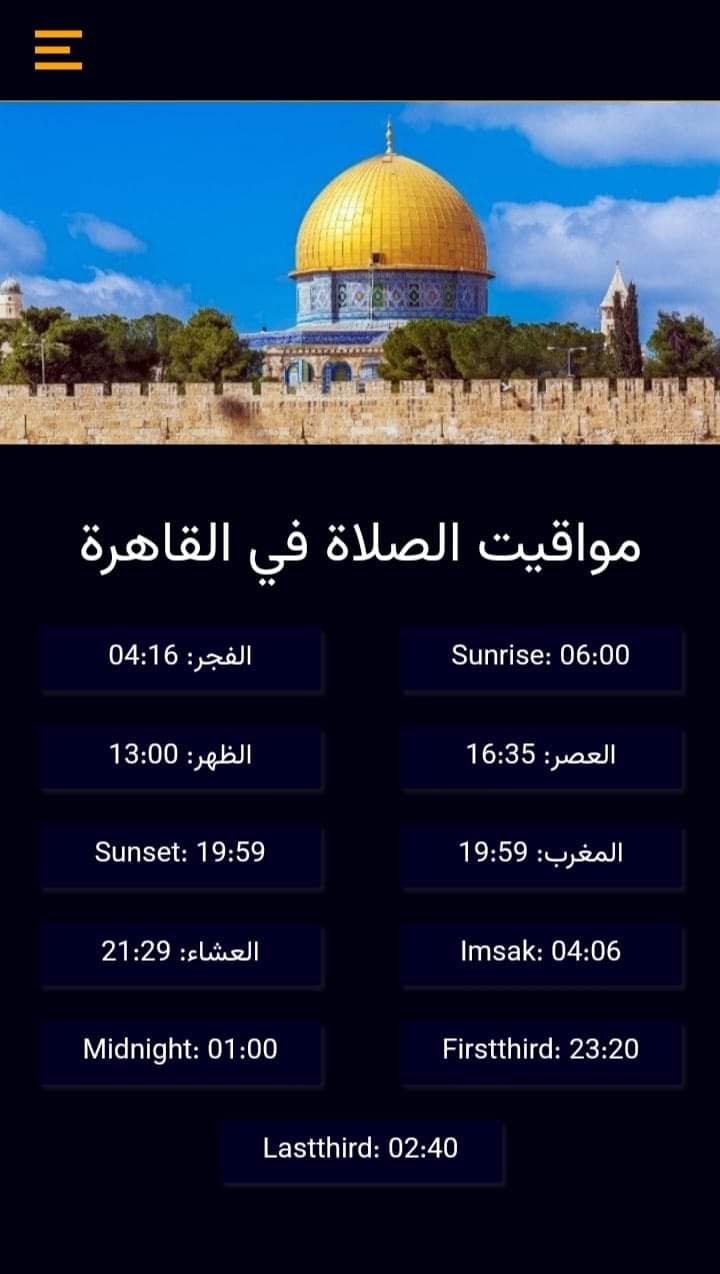 مواقيت الصلاة في القاهرة
الفجر: 04:16
Sunrise: 06:00
الظهر: 13:00
العصر: 16:35
Sunset: 19:59
المغرب: 19:59
العشاء: 21:29
Imsak: 04:06
Midnight: 01:00
Firstthird: 23:20
Lastthird: 02:40